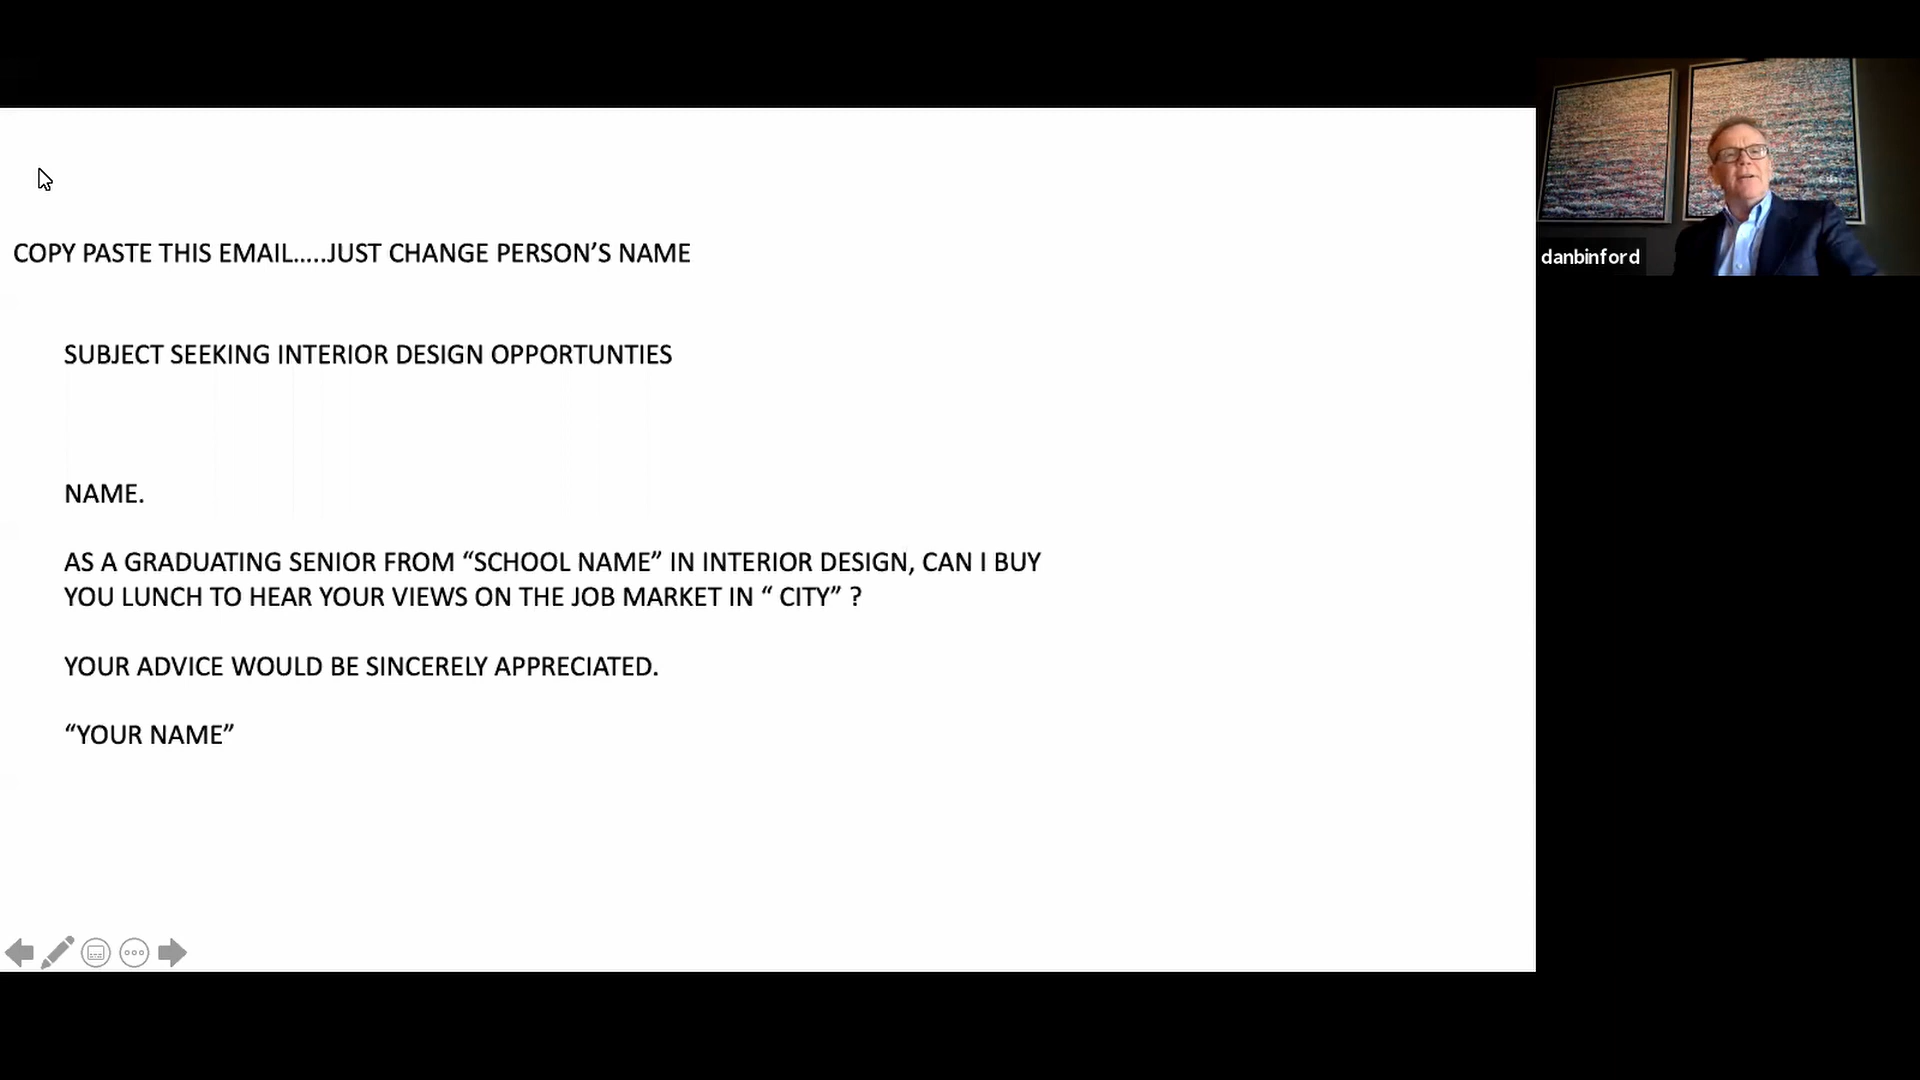 COPY PASTE THIS EMAIL.....JUST CHANGE PERSON’S NAME
SUBJECT SEEKING INTERIOR DESIGN OPPORTUNTIES
NAME.
AS A GRADUATING SENIOR FROM “SCHOOL NAME” IN INTERIOR DESIGN, CAN I BUY
YOU LUNCH TO HEAR YOUR VIEWS ON THE JOB MARKET IN “ CITY” ?
YOUR ADVICE WOULD BE SINCERELY APPRECIATED.
“YOUR NAME”
danbinford